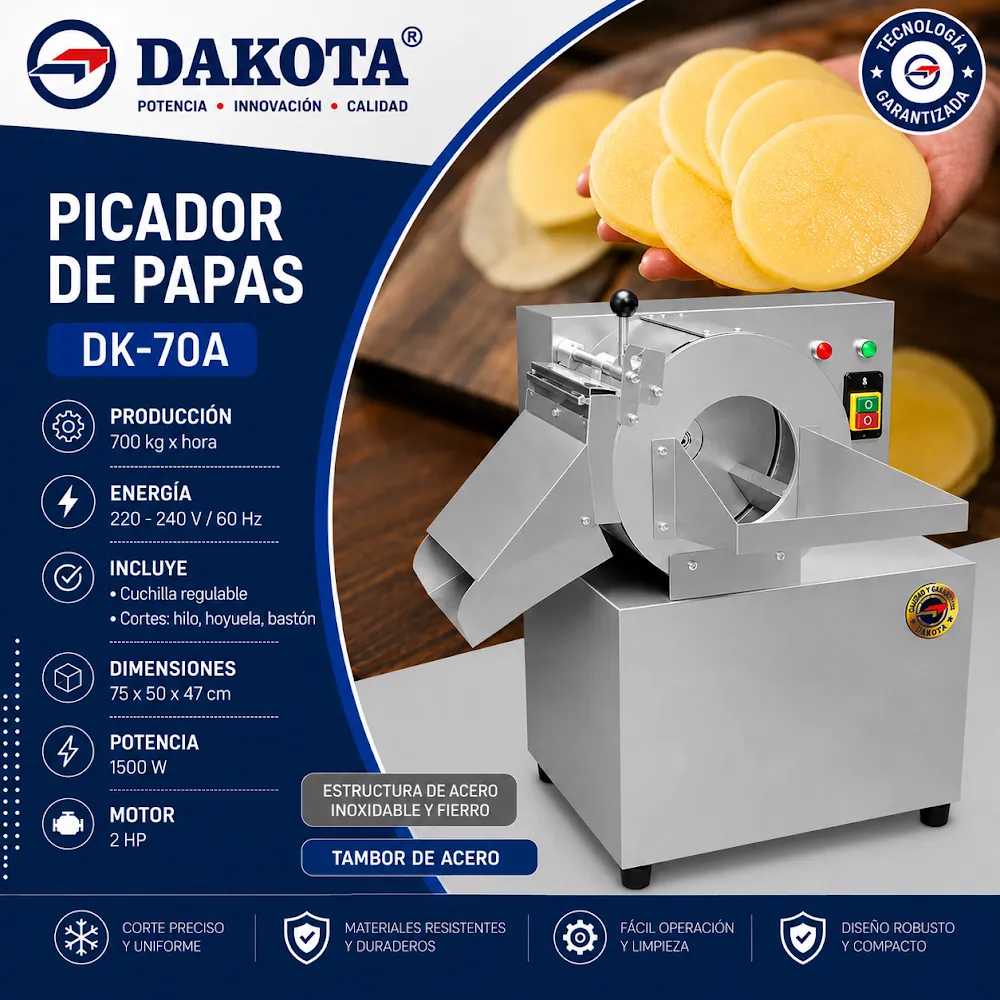 DAKOTA®
POTENCIA • INNOVACIÓN • CALIDAD
TECNOLOGÍA
GARANTIZADA
PICADOR
DE PAPAS
DK-70A
PRODUCCIÓN
700 kg x hora
ENERGÍA
220 - 240 V / 60 Hz
INCLUYE
• Cuchilla regulable
• Cortes: hilo, hoyuela, bastón
DIMENSIONES
75 x 50 x 47 cm
POTENCIA
1500 W
MOTOR
2 HP
ESTRUCTURA DE ACERO
INOXIDABLE Y FIERRO
TAMBOR DE ACERO
DAKOTA
CORTE PRECISO
Y UNIFORME
MATERIALES RESISTENTES
Y DURADEROS
FÁCIL OPERACIÓN
Y LIMPIEZA
DISEÑO ROBUSTO
Y COMPACTO